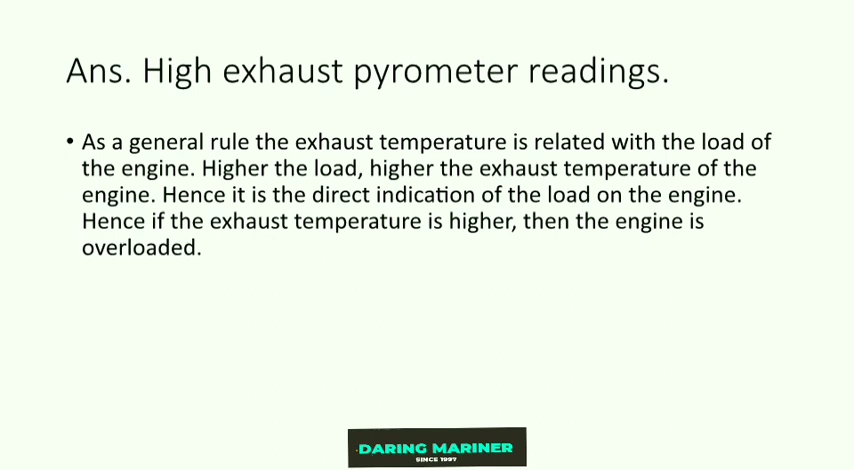 Ans. High exhaust pyrometer readings.
• As a general rule the exhaust temperature is related with the load of
the engine. Higher the load, higher the exhaust temperature of the
engine. Hence it is the direct indication of the load on the engine.
Hence if the exhaust temperature is higher, then the engine is
overloaded.
DARING MARINER
SINCE 1997